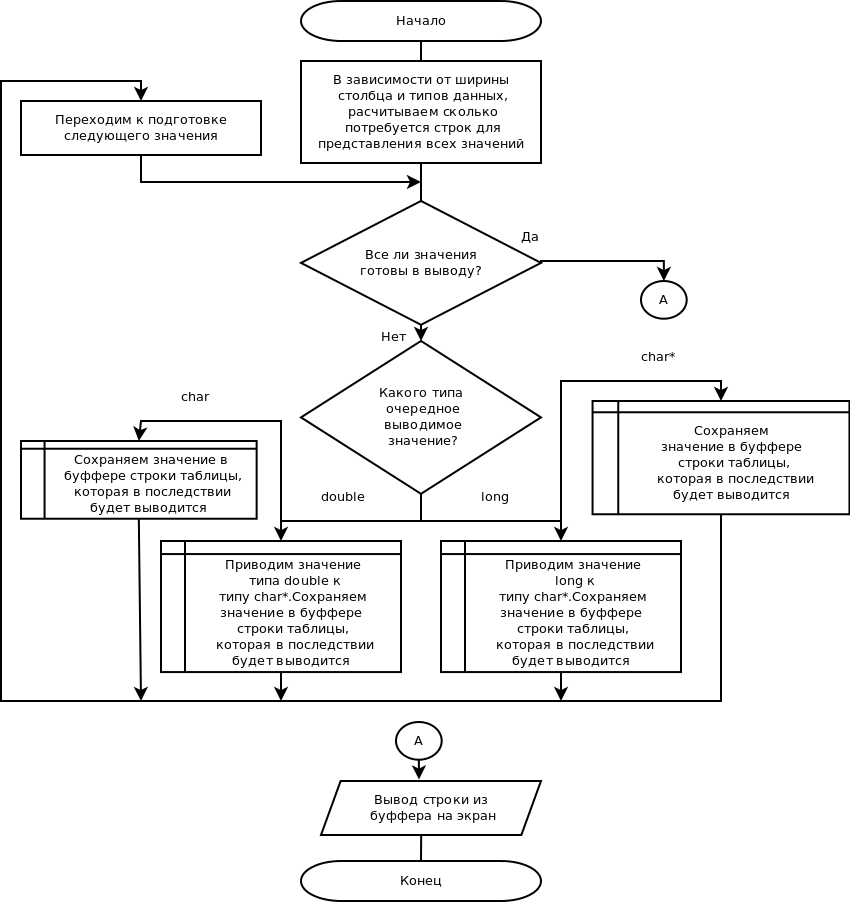 Начало
В зависимости от ширины
столбца и типов данных,
расчитываем сколько
потребуется строк для
представления всех значений
Переходим к подготовке
следующего значения
Все ли значения
готовы в выводу?
Да
А
Нет
Какого типа
очередное
выводимое
значение?
char
char*
double
long
Сохраняем значение в
буффере строки таблицы,
которая в последствии
будет выводится
Сохраняем
значение в буффере
строки таблицы,
которая в последствии
будет выводится
Приводим значение
типа double к
типу char*.Сохраняем
значение в буффере
строки таблицы,
которая в последствии
будет выводится
Приводим значение
long к
типу char*.Сохраняем
значение в буффере
строки таблицы,
которая в последствии
будет выводится
А
Вывод строки из
буффера на экран
Конец